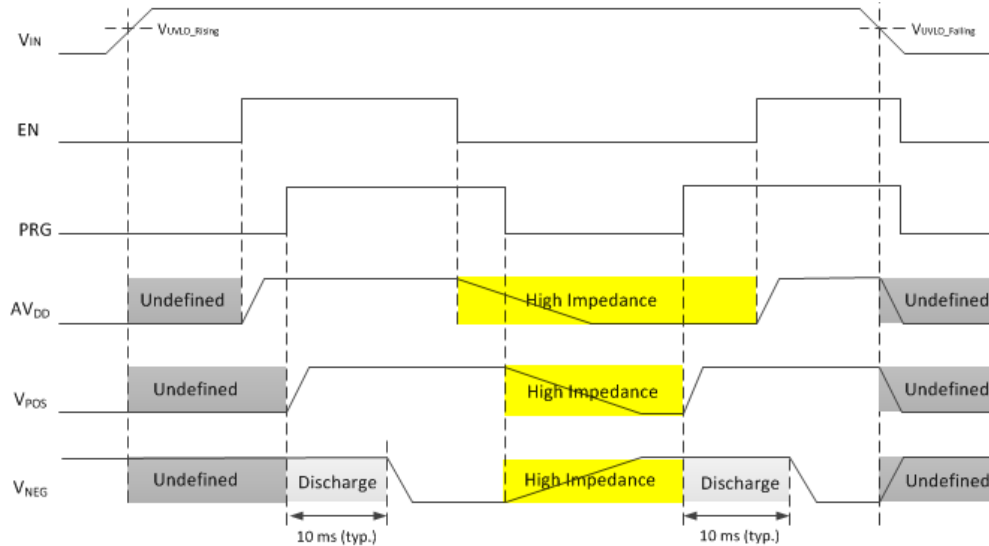 VIN
VUVLO_Rising
VUVLO_Falling
EN
PRG
AVDD
Undefined
High Impedance
Undefined
VPOS
Undefined
High Impedance
Undefined
VNEG
Undefined
Discharge
High Impedance
Discharge
Undefined
10 ms (typ.)
10 ms (typ.)